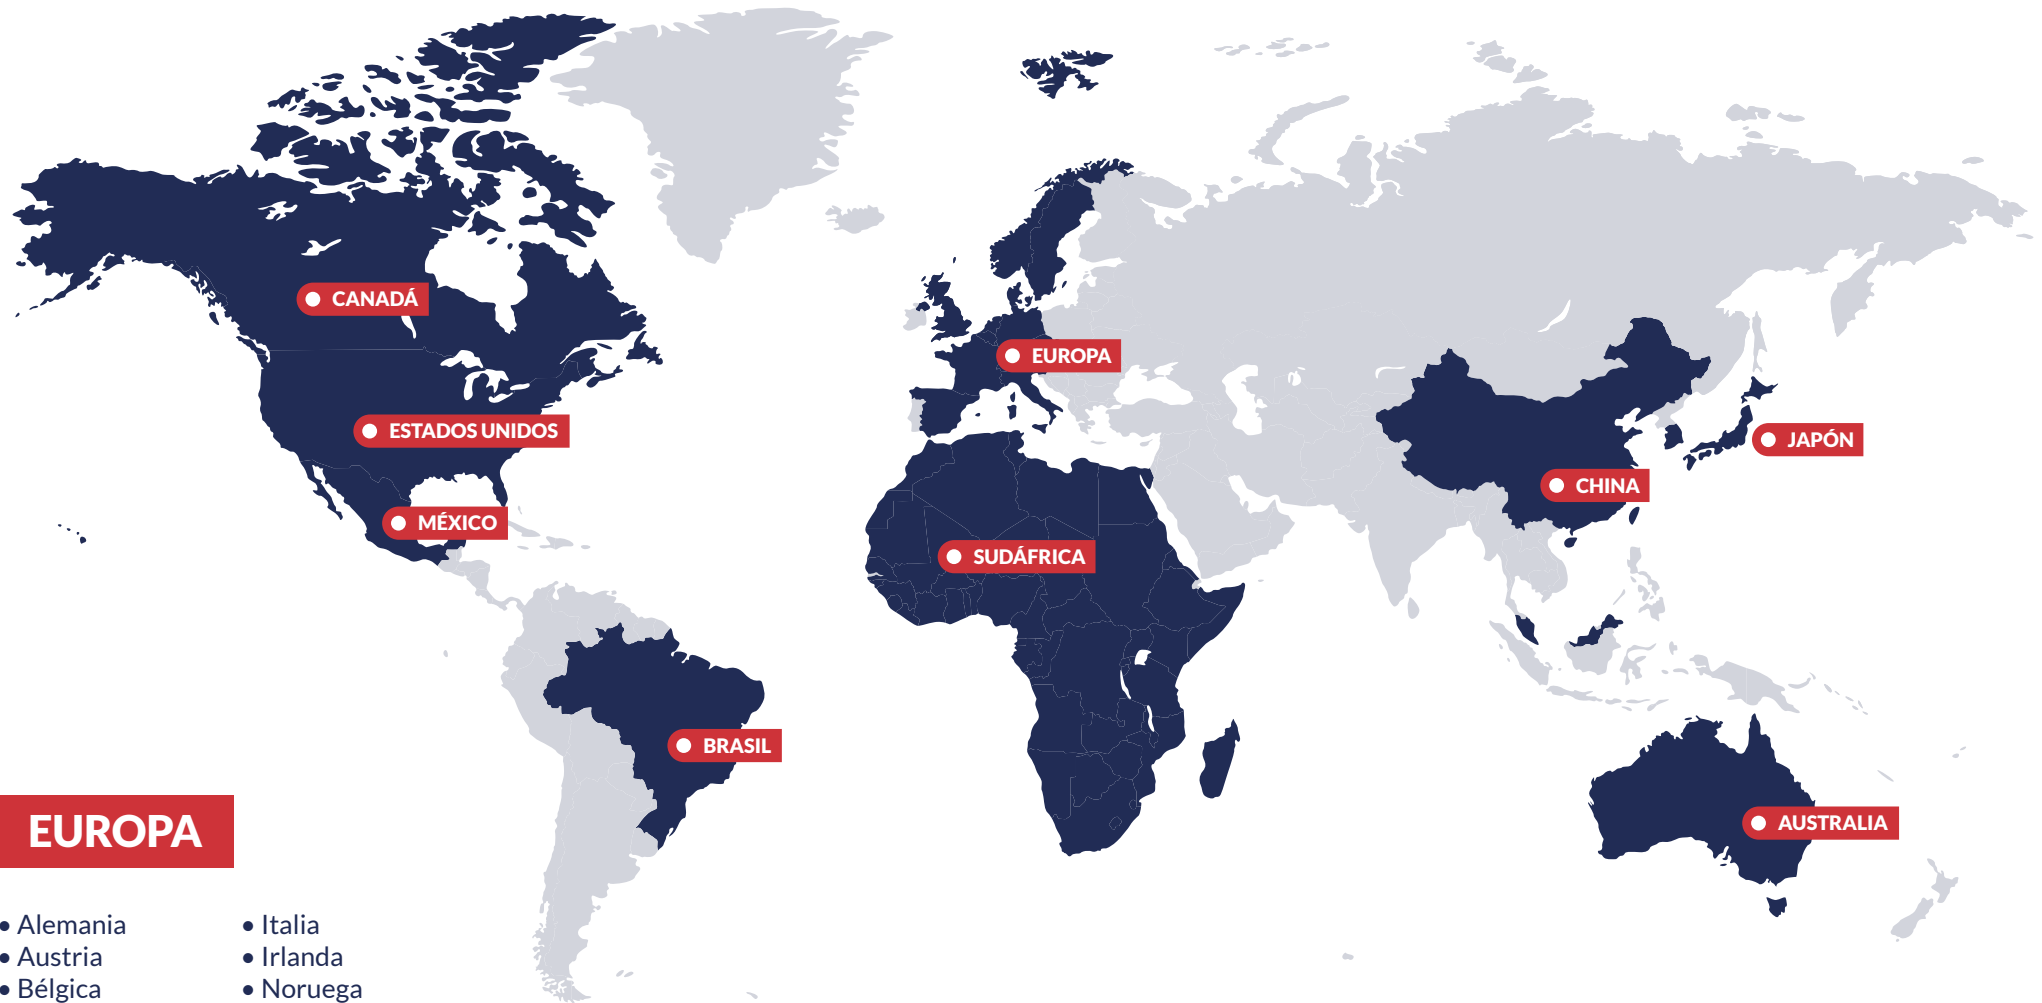 CANADÁ
EUROPA
ESTADOS UNIDOS
JAPÓN
CHINA
MÉXICO
SUDÁFRICA
BRASIL
AUSTRALIA
EUROPA
• Alemania
• Austria
• Bélgica
• Italia
• Irlanda
• Noruega